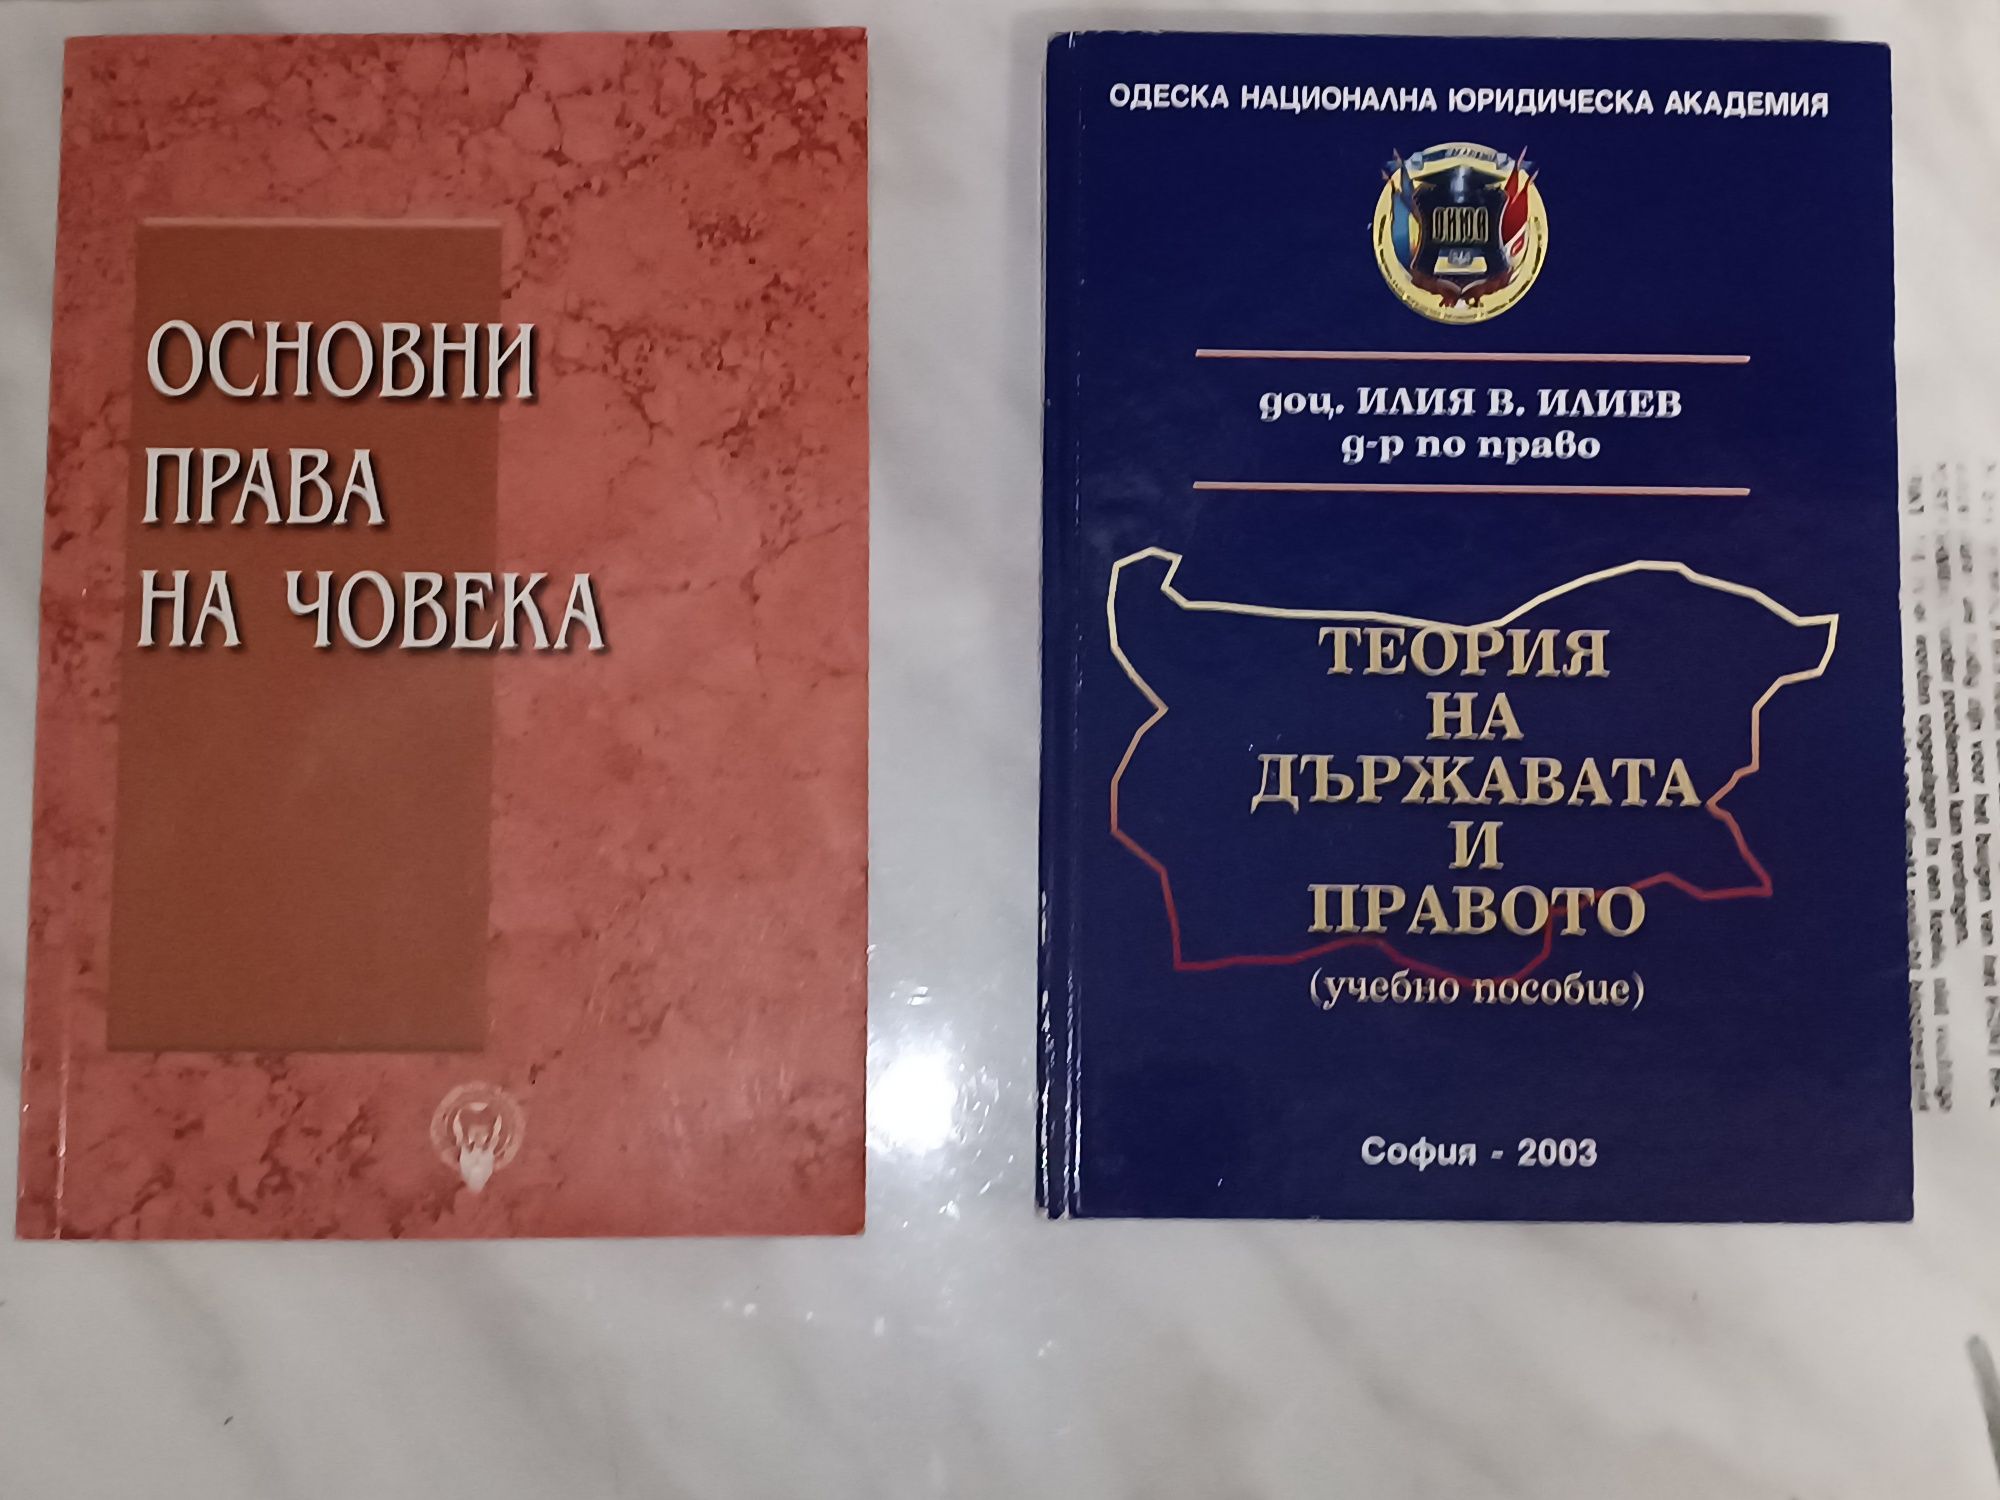 ОСНОВНИ
ПРАВА
НА ЧОВЕКА
ОДЕСКА НАЦИОНАЛНА ЮРИДИЧЕСКА АКАДЕМИЯ
ОНЮА
доц. ИЛИЯ В. ИЛИЕВ
д-р по право
ТЕОРИЯ
НА
ДЪРЖАВАТА
И
ПРАВОТО
(учебно пособие)
София - 2003